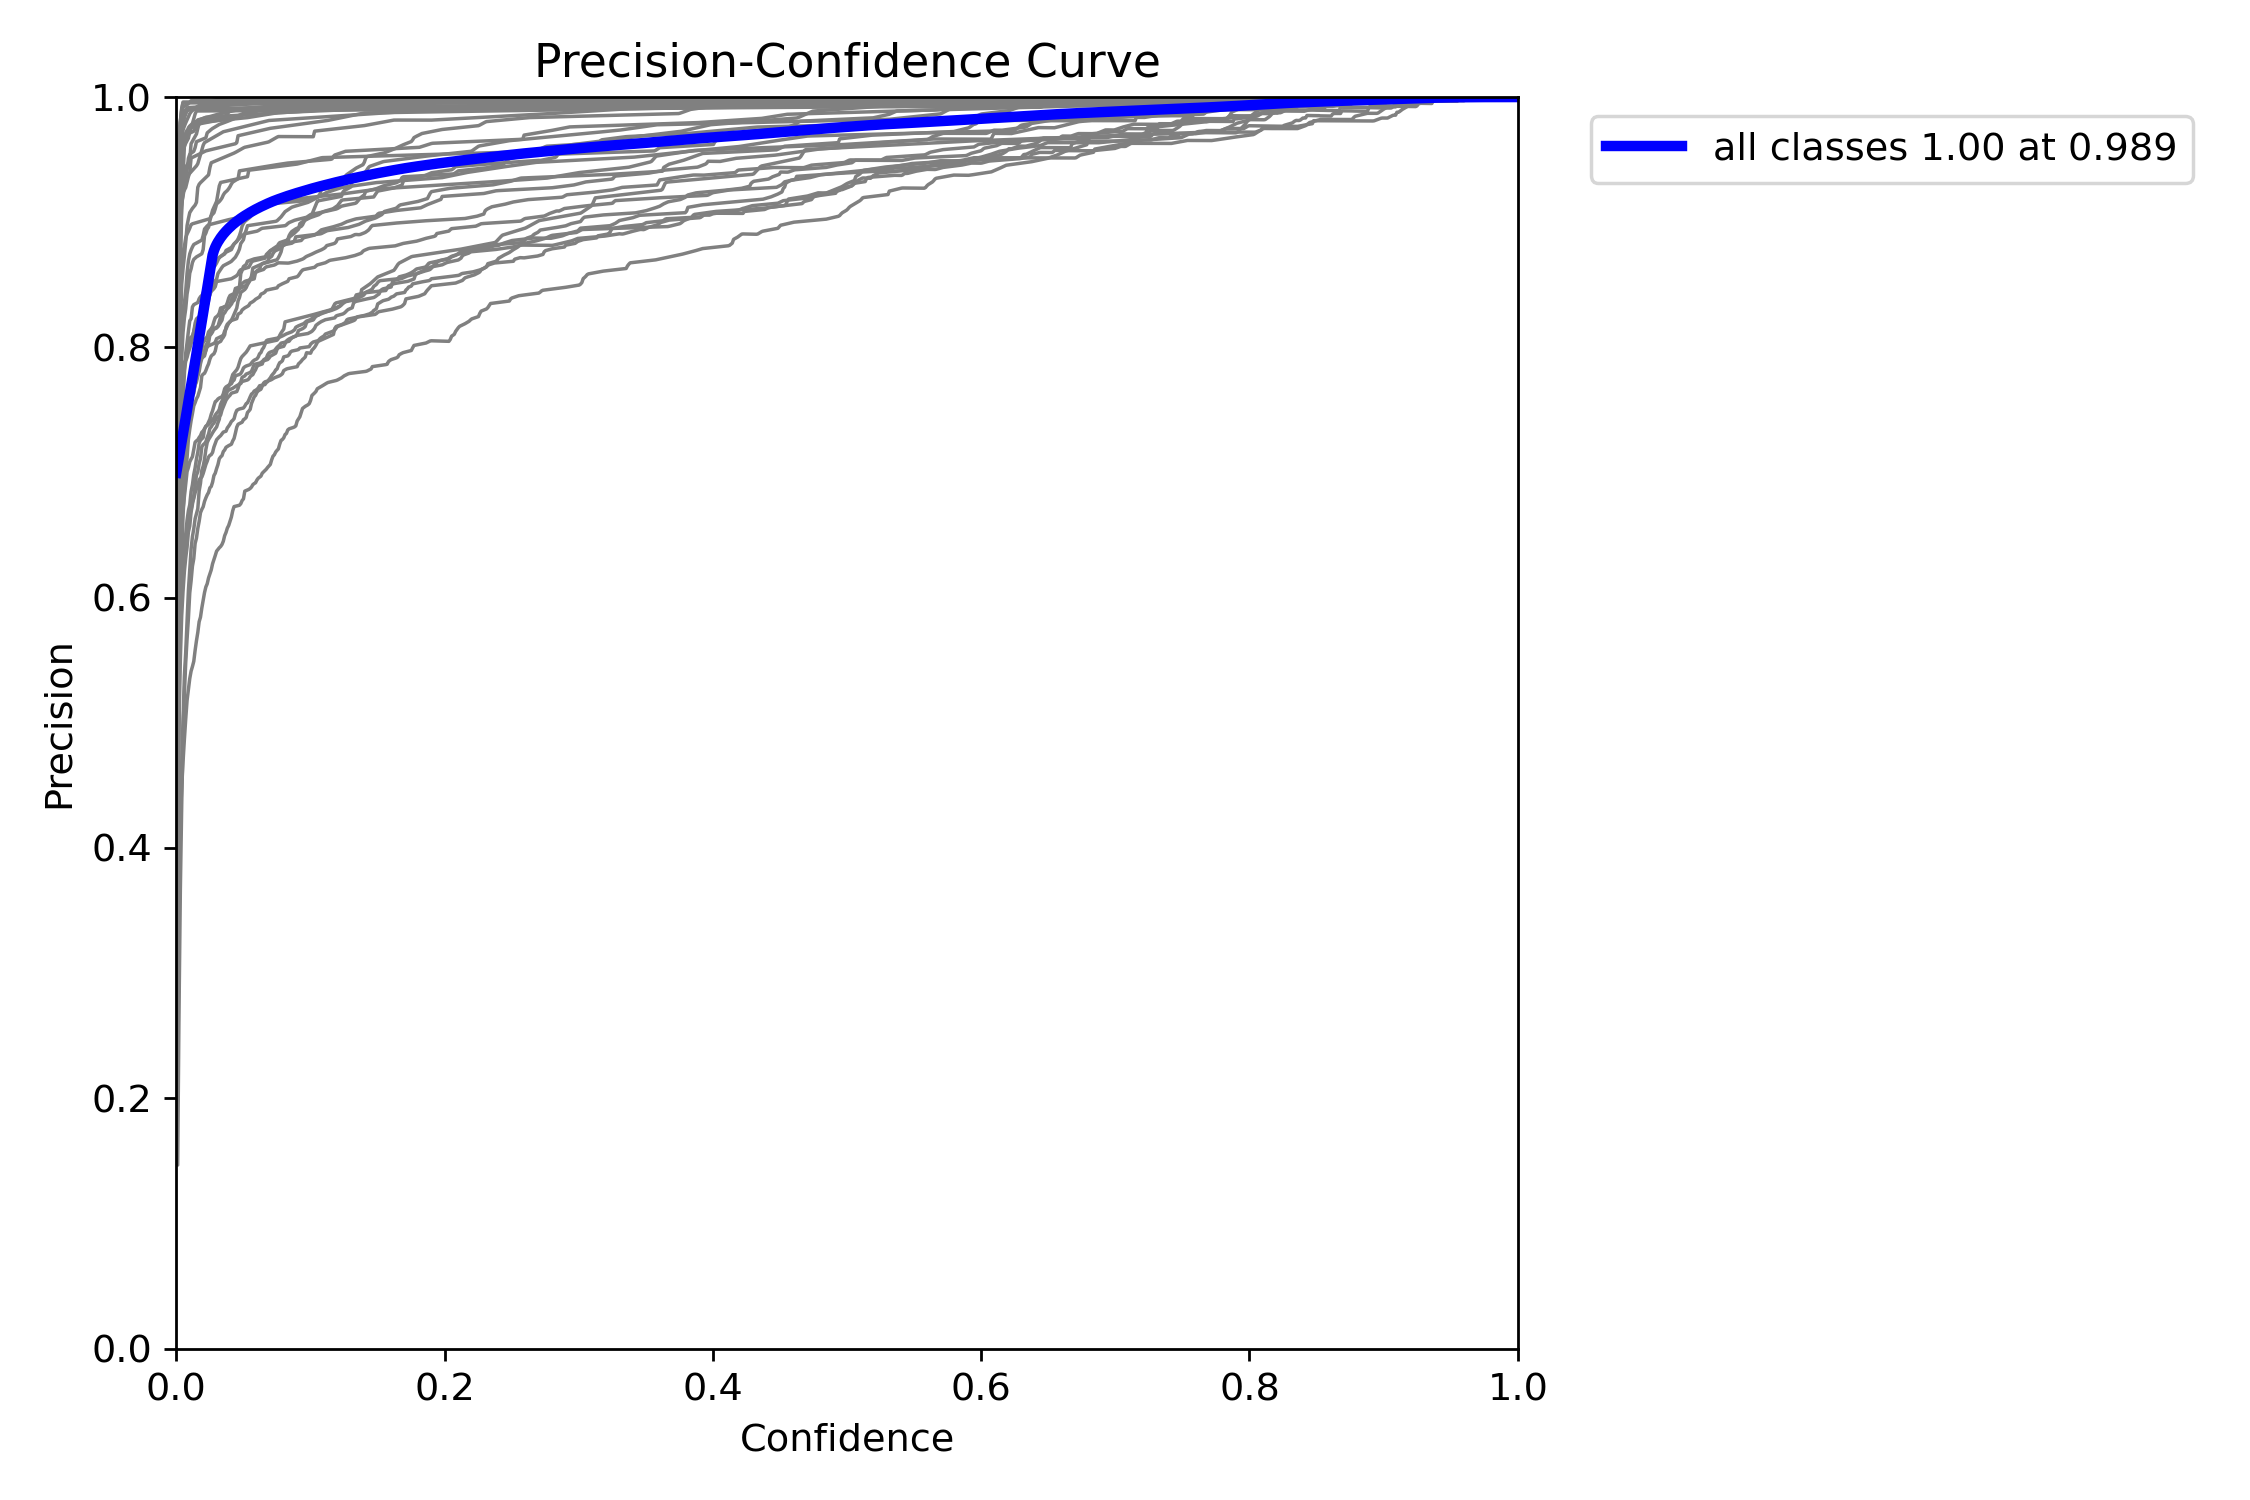 Precision-Confidence Curve
all classes 1.00 at 0.989
1.0
0.8
0.6
0.4
0.2
0.0
Precision
0.0 0.2 0.4 0.6 0.8 1.0
Confidence